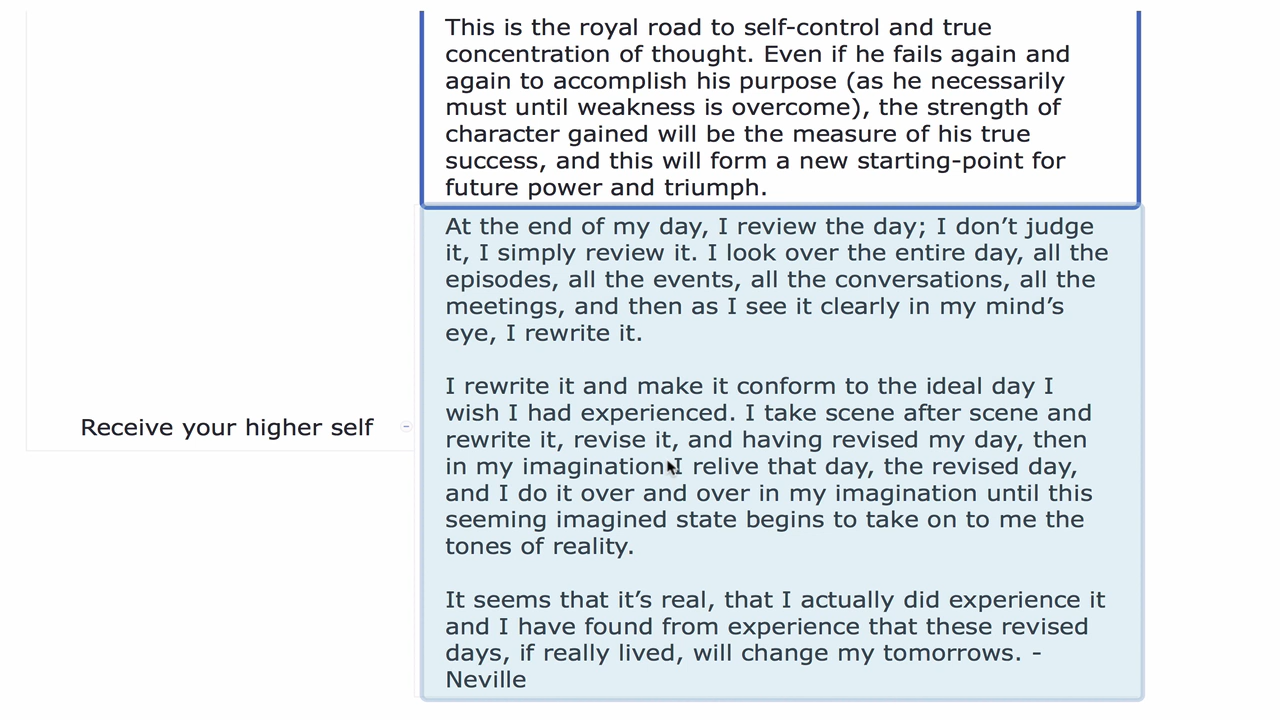 This is the royal road to self-control and true
concentration of thought. Even if he fails again and
again to accomplish his purpose (as he necessarily
must until weakness is overcome), the strength of
character gained will be the measure of his true
success, and this will form a new starting-point for
future power and triumph.
At the end of my day, I review the day; I don’t judge
it, I simply review it. I look over the entire day, all the
episodes, all the events, all the conversations, all the
meetings, and then as I see it clearly in my mind’s
eye, I rewrite it.
I rewrite it and make it conform to the ideal day I
wish I had experienced. I take scene after scene and
rewrite it, revise it, and having revised my day, then
in my imagination I relive that day, the revised day,
and I do it over and over in my imagination until this
seeming imagined state begins to take on to me the
tones of reality.
It seems that it’s real, that I actually did experience it
and I have found from experience that these revised
days, if really lived, will change my tomorrows. -
Neville
Receive your higher self